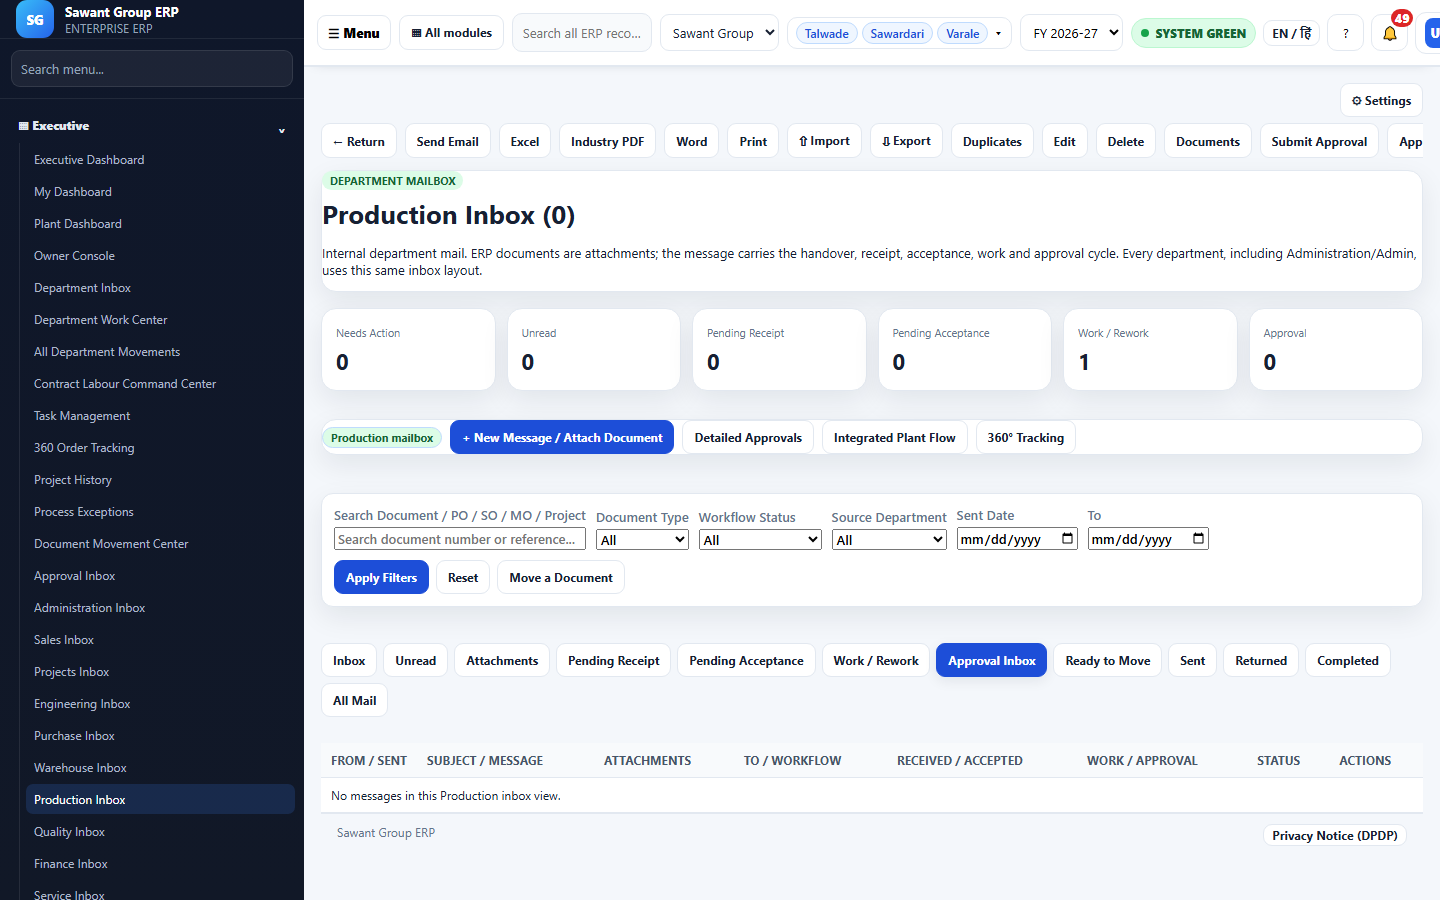 SG
Sawant Group ERP
ENTERPRISE ERP
Search menu...
Executive
Executive Dashboard
My Dashboard
Plant Dashboard
Owner Console
Department Inbox
Department Work Center
All Department Movements
Contract Labour Command Center
Task Management
360 Order Tracking
Project History
Process Exceptions
Document Movement Center
Approval Inbox
Administration Inbox
Sales Inbox
Projects Inbox
Engineering Inbox
Purchase Inbox
Warehouse Inbox
Production Inbox
Quality Inbox
Finance Inbox
Service Inbox
☰ Menu
All modules
Search all ERP reco...
Sawant Group
Talwade
Sawardari
Varale
FY 2026-27
SYSTEM GREEN
EN / हिं
?
49
U
⚙ Settings
← Return
Send Email
Excel
Industry PDF
Word
Print
⇧ Import
⇩ Export
Duplicates
Edit
Delete
Documents
Submit Approval
App
DEPARTMENT MAILBOX
Production Inbox (0)
Internal department mail. ERP documents are attachments; the message carries the handover, receipt, acceptance, work and approval cycle. Every department, including Administration/Admin,
uses this same inbox layout.
Needs Action
0
Unread
0
Pending Receipt
0
Pending Acceptance
0
Work / Rework
1
Approval
0
Production mailbox
+ New Message / Attach Document
Detailed Approvals
Integrated Plant Flow
360° Tracking
Search Document / PO / SO / MO / Project
Search document number or reference...
Document Type
All
Workflow Status
All
Source Department
All
Sent Date
mm/dd/yyyy
To
mm/dd/yyyy
Apply Filters
Reset
Move a Document
Inbox
Unread
Attachments
Pending Receipt
Pending Acceptance
Work / Rework
Approval Inbox
Ready to Move
Sent
Returned
Completed
All Mail
FROM / SENT
SUBJECT / MESSAGE
ATTACHMENTS
TO / WORKFLOW
RECEIVED / ACCEPTED
WORK / APPROVAL
STATUS
ACTIONS
No messages in this Production inbox view.
Sawant Group ERP
Privacy Notice (DPDP)